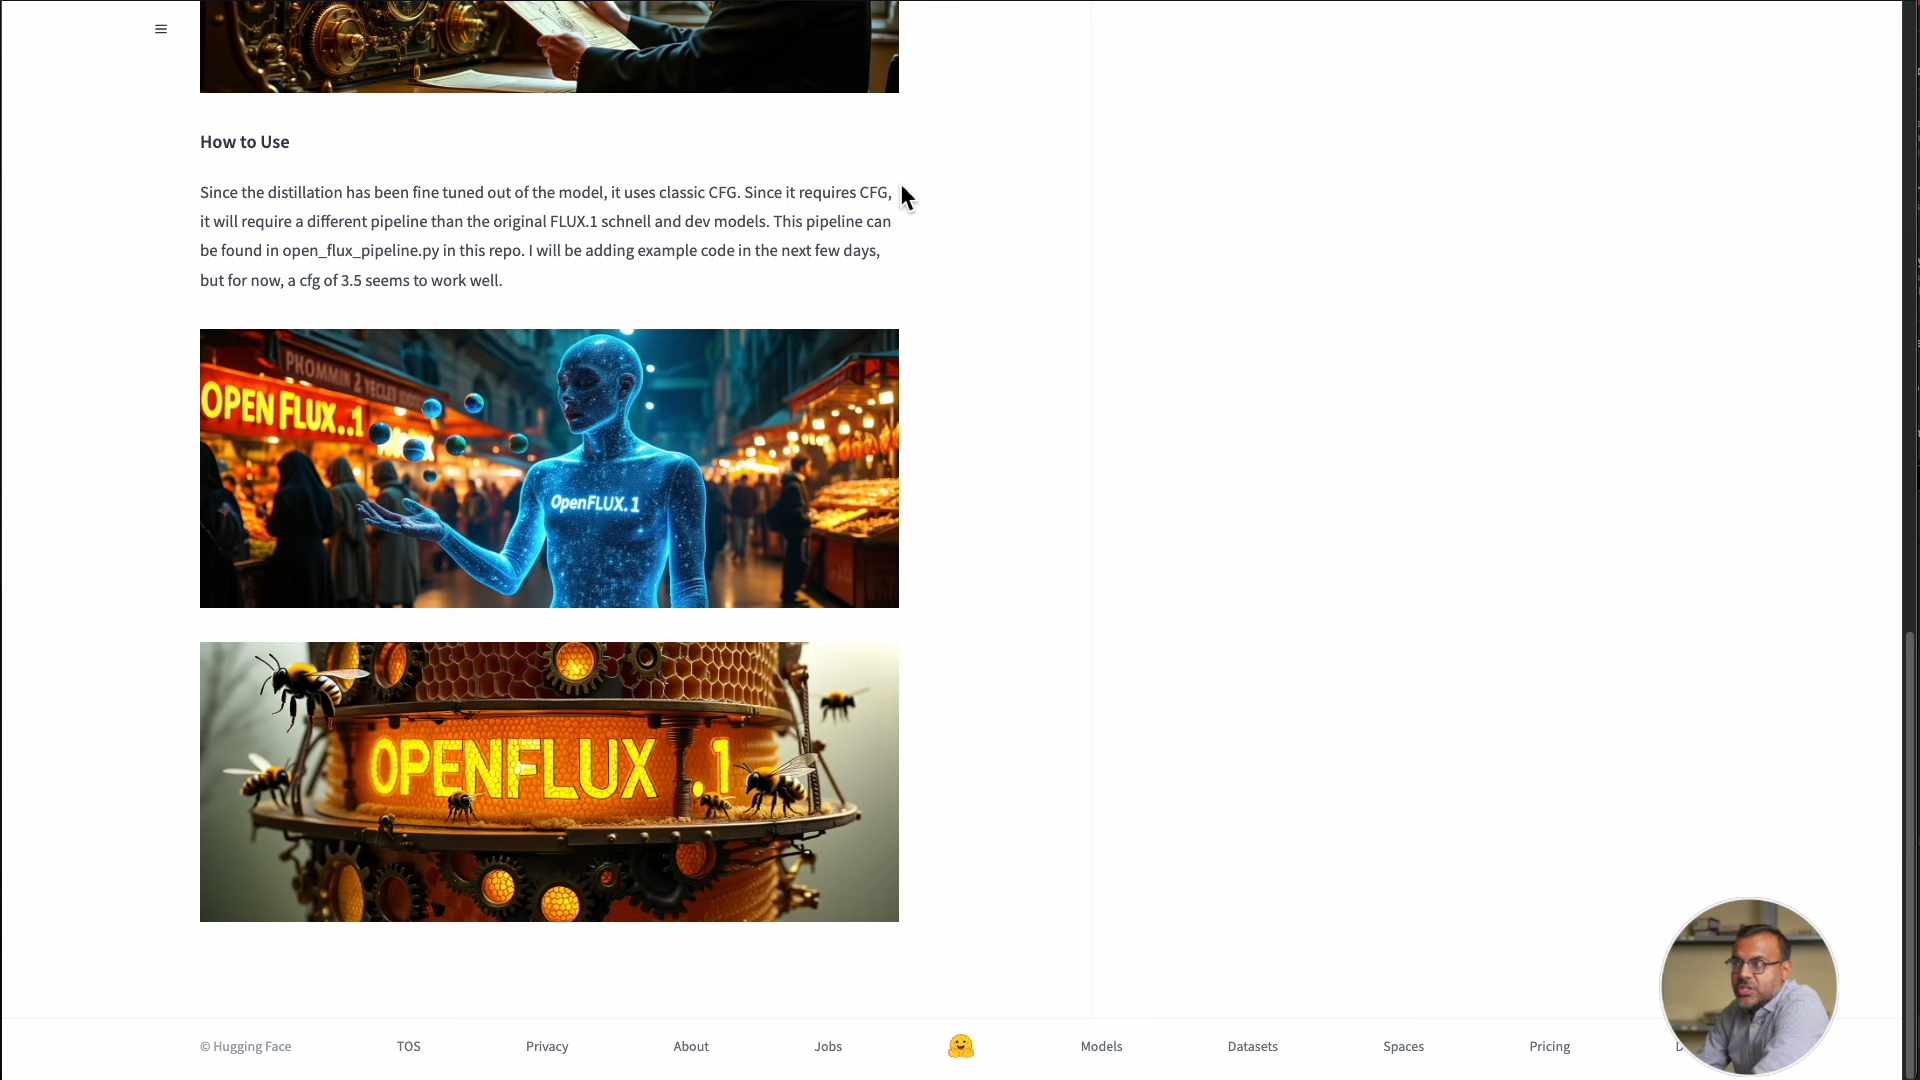 How to Use
Since the distillation has been fine tuned out of the model, it uses classic CFG. Since it requires CFG,
it will require a different pipeline than the original FLUX.1 schnell and dev models. This pipeline can
be found in open_flux_pipeline.py in this repo. I will be adding example code in the next few days,
but for now, a cfg of 3.5 seems to work well.
PHOMMIN 2 YECLET
OPEN FLUX..1
OpenFLUX.1
OPENFLUX .1
© Hugging Face TOS Privacy About Jobs Models Datasets Spaces Pricing